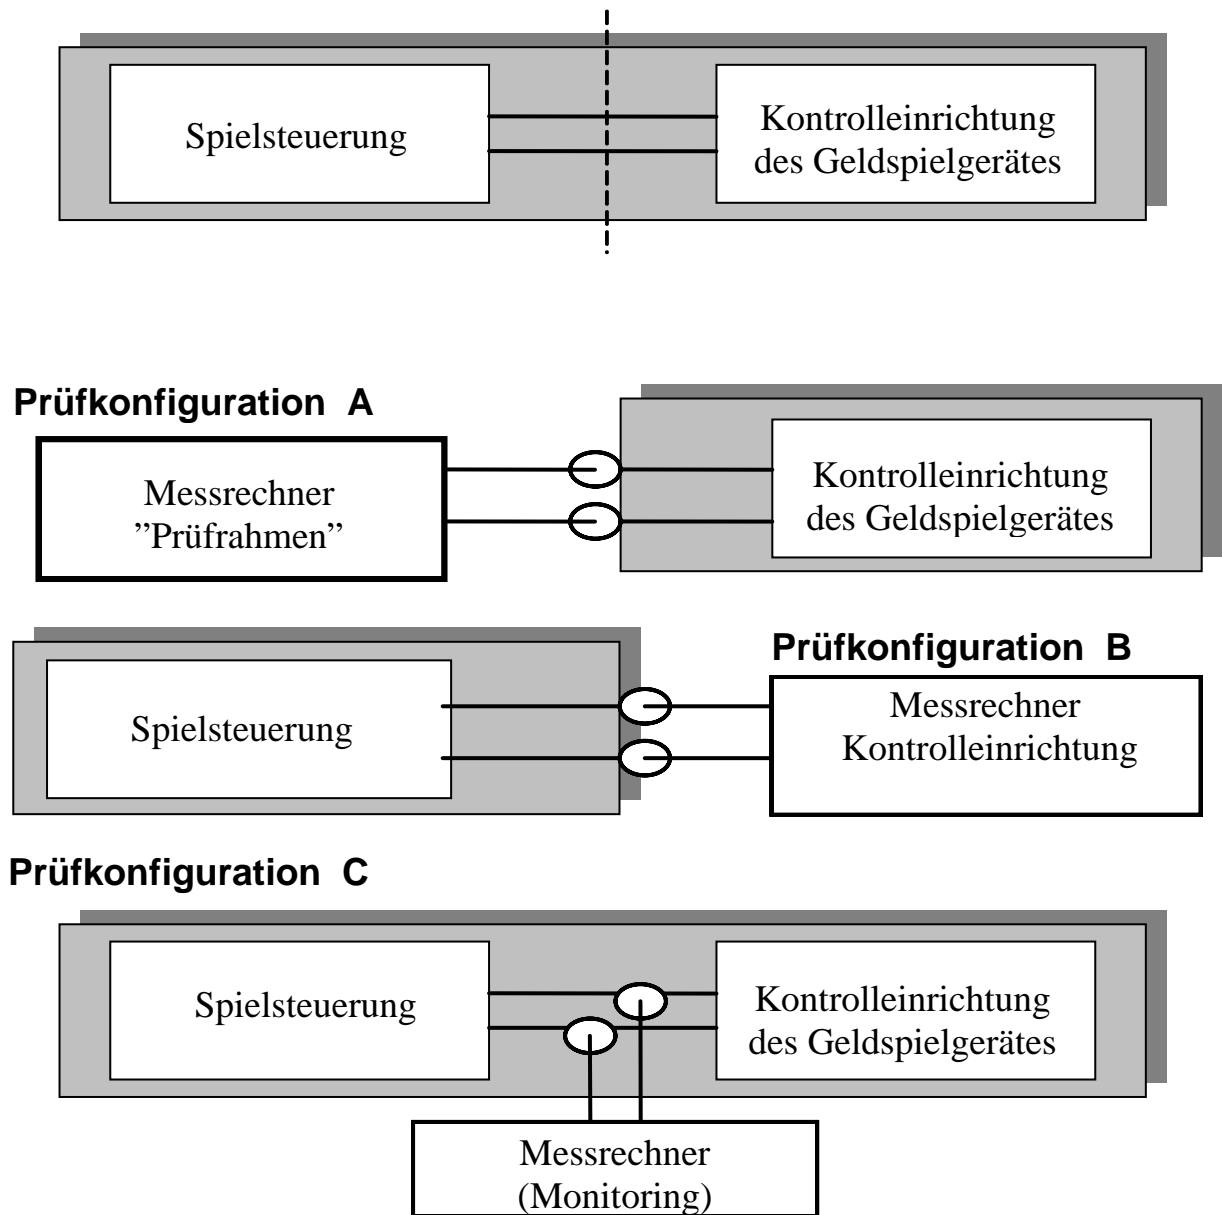 Spielsteuerung
Kontrolleinrichtung
des Geldspielgerätes
Prüfkonfiguration A
Messrechner
”Prüfrahmen”
Kontrolleinrichtung
des Geldspielgerätes
Spielsteuerung
Prüfkonfiguration B
Messrechner
Kontrolleinrichtung
Prüfkonfiguration C
Spielsteuerung
Kontrolleinrichtung
des Geldspielgerätes
Messrechner
(Monitoring)